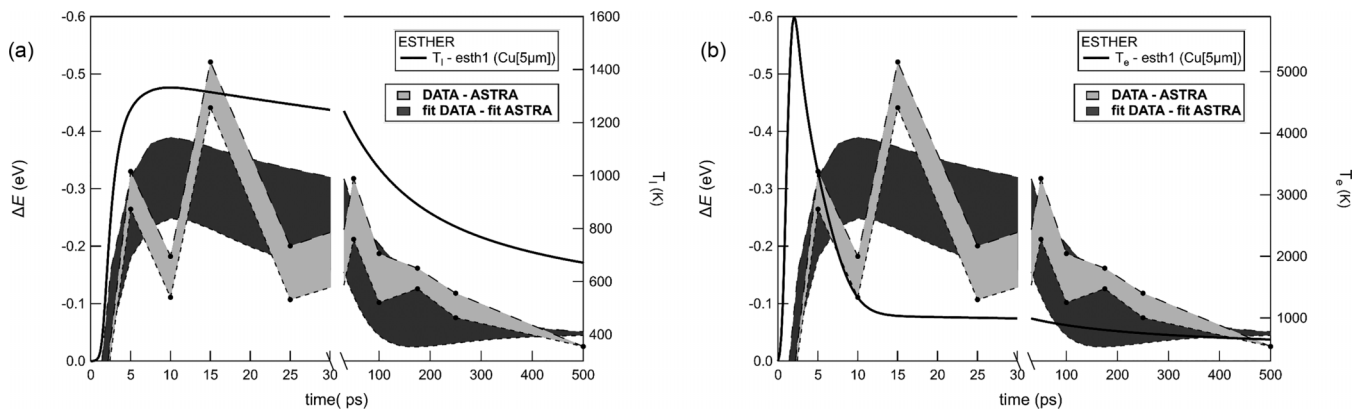 (a)
-0.6
-0.5
-0.4
-0.3
-0.2
-0.1
0.0
ΔE (eV)
ESTHER
T_l - esth1 (Cu[5µm])
DATA - ASTRA
fit DATA - fit ASTRA
1600
1400
1200
1000
800
600
400
T_l (K)
0 5 10 15 20 25 30 100 200 300 400 500
time( ps)
(b)
-0.6
-0.5
-0.4
-0.3
-0.2
-0.1
-0.0
ΔE (eV)
ESTHER
T_e - esth1 (Cu[5µm])
DATA - ASTRA
fit DATA - fit ASTRA
5000
4000
3000
2000
1000
T_e (K)
0 5 10 15 20 25 30 100 200 300 400 500
time (ps)